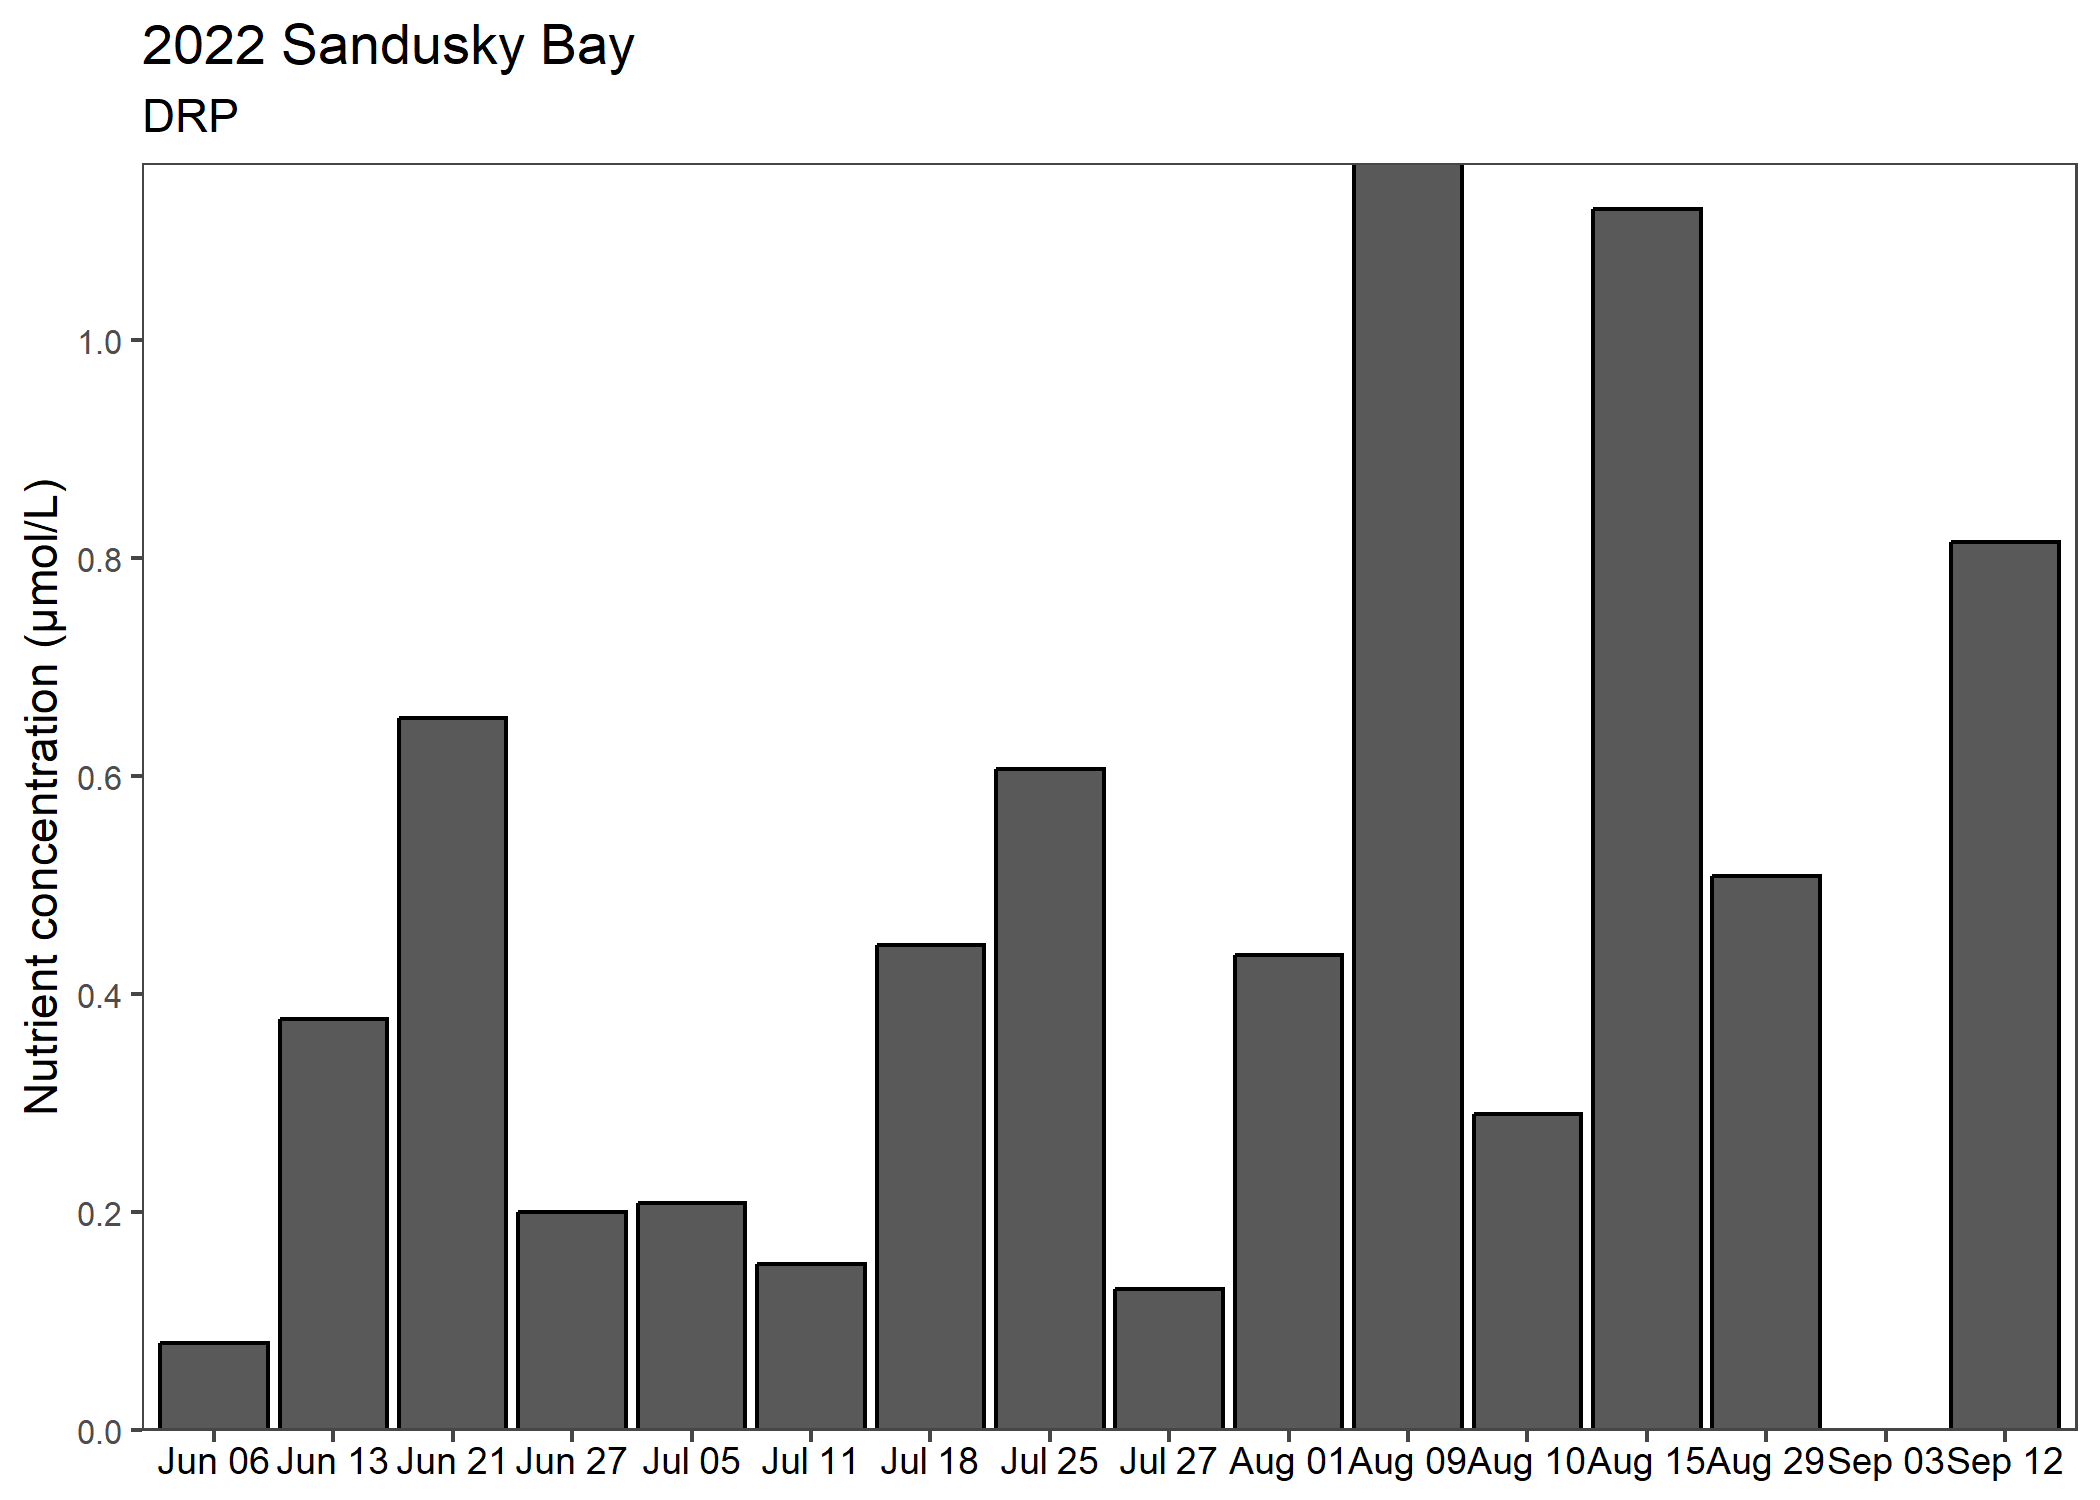 2022 Sandusky Bay
DRP
Nutrient concentration (µmol/L)
1.0
0.8
0.6
0.4
0.2
0.0
Jun 06 Jun 13 Jun 21 Jun 27 Jul 05 Jul 11 Jul 18 Jul 25 Jul 27 Aug 01 Aug 09 Aug 10 Aug 15 Aug 29 Sep 03 Sep 12